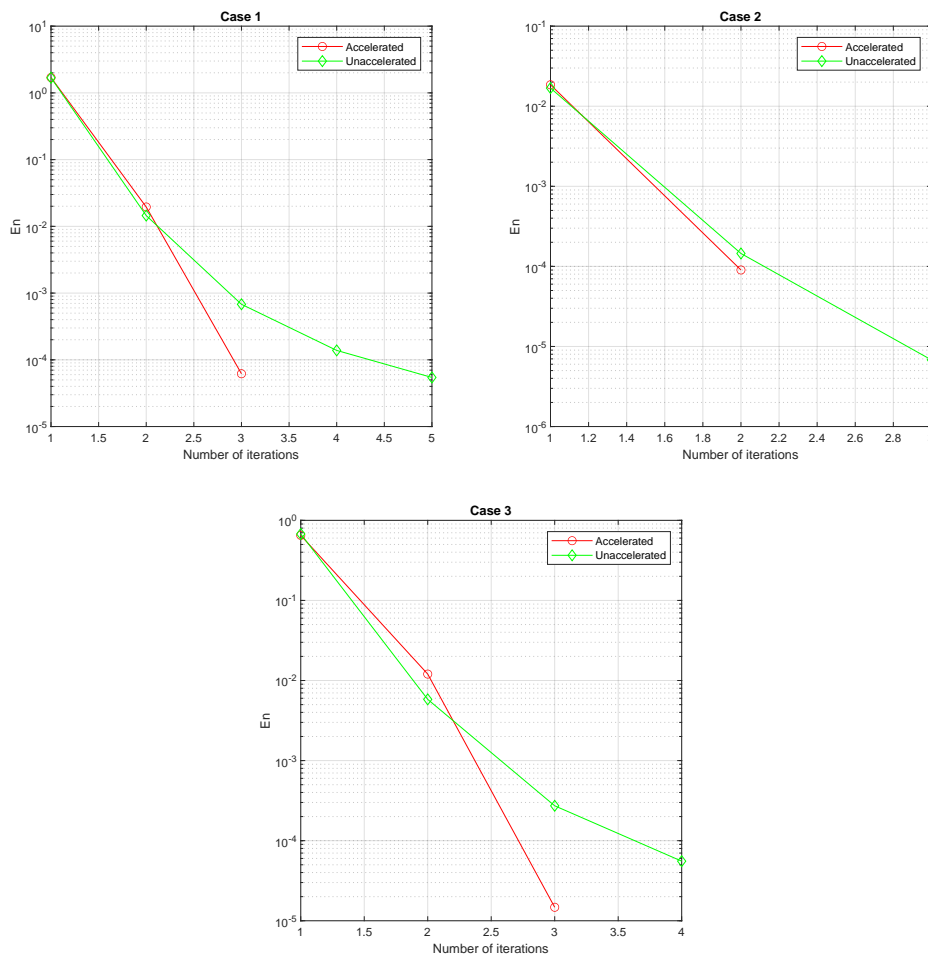 Case 1
10^1
10^0
10^-1
10^-2
10^-3
10^-4
10^-5
En
1 1.5 2 2.5 3 3.5 4 4.5 5
Number of iterations
Accelerated
Unaccelerated
Case 2
10^-1
10^-2
10^-3
10^-4
10^-5
10^-6
En
1 1.2 1.4 1.6 1.8 2 2.2 2.4 2.6 2.8
Number of iterations
Accelerated
Unaccelerated
Case 3
10^0
10^-1
10^-2
10^-3
10^-4
10^-5
En
1 1.5 2 2.5 3 3.5 4
Number of iterations
Accelerated
Unaccelerated